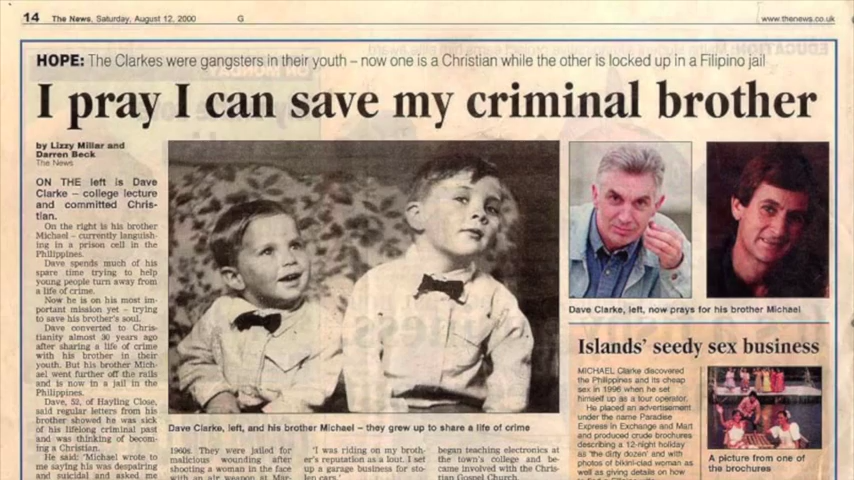 14 The News, Saturday, August 12, 2000 G www.thenews.co.uk
HOPE: The Clarkes were gangsters in their youth – now one is a Christian while the other is locked up in a Filipino jail
I pray I can save my criminal brother
by Lizzy Millar and
Darren Beck
The News
ON THE left is Dave
Clarke – college lecture
and committed Chris-
tian.
On the right is his brother
Michael – currently languish-
ing in a prison cell in the
Philippines.
Dave spends much of his
spare time trying to help
young people turn away from
a life of crime.
Now he is on his most im-
portant mission yet – trying
to save his brother's soul.
Dave converted to Chris-
tianity almost 30 years ago
after sharing a life of crime
with his brother in their
youth. But his brother Mich-
ael went further off the rails
and is now in a jail in the
Philippines.
Dave, 52, of Hayling Close,
said regular letters from his
brother showed he was sick
of his lifelong criminal past
and was thinking of becom-
ing a Christian.
He said: 'Michael wrote to
me saying his was despairing
and suicidal and asked me
Dave Clarke, left, and his brother Michael – they grew up to share a life of crime
1960s. They were jailed for
malicious wounding after
shooting a woman in the face
with an air weapon at Mar-
'I was riding on my broth-
er's reputation as a lout. I set
up a garage business for sto-
len cars.'
began teaching electronics at
the town's college and be-
came involved with the Chris-
tian Gospel Church.
Dave Clarke, left, now prays for his brother Michael
Islands' seedy sex business
MICHAEL Clarke discovered
the Philippines and its cheap
sex in 1996 when he set
himself up as a tour operator.
He placed an advertisement
under the name Paradise
Express in Exchange and Mart
and produced crude brochures
describing a 12-night holiday
as 'the dirty dozen' and with
photos of bikini-clad woman as
well as giving details on how
A picture from one of
the brochures